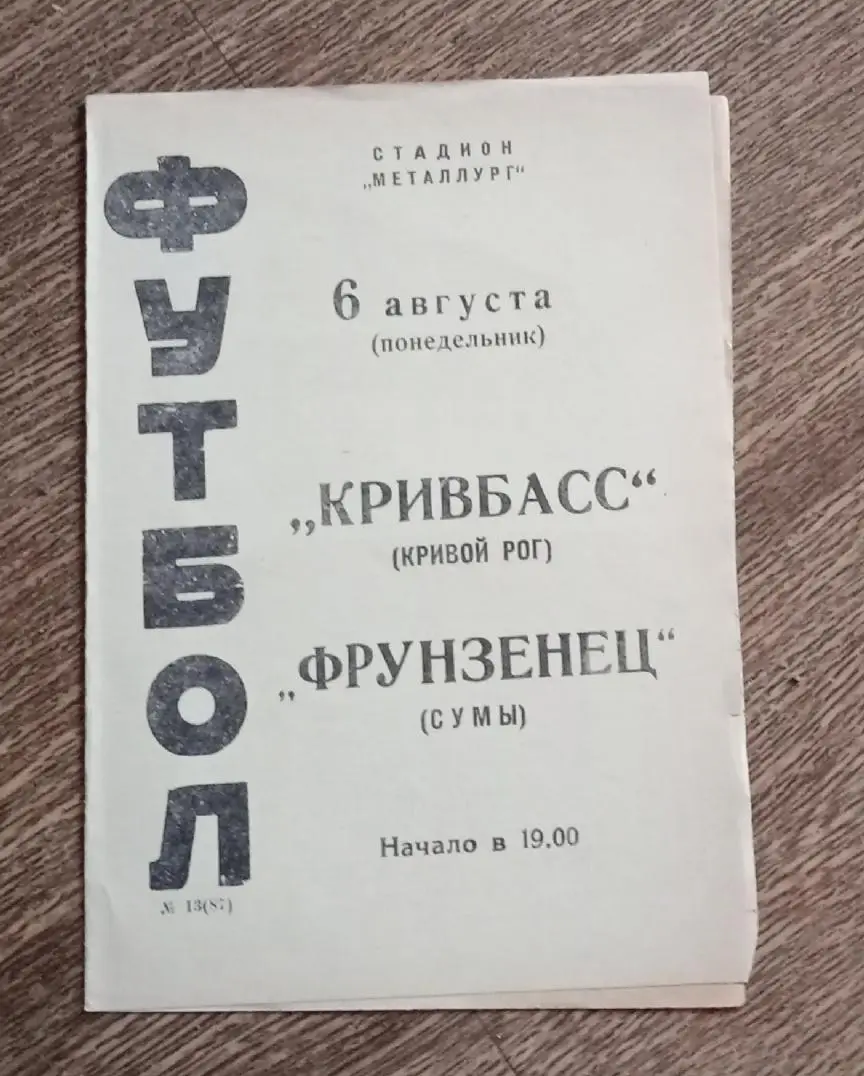 ФУТБОЛ
СТАДИОН
„МЕТАЛЛУРГ“
6 августа
(понедельник)
„КРИВБАСС“
(КРИВОЙ РОГ)
„ФРУНЗЕНЕЦ“
(СУМЫ)
Начало в 19.00
№ 13(87)